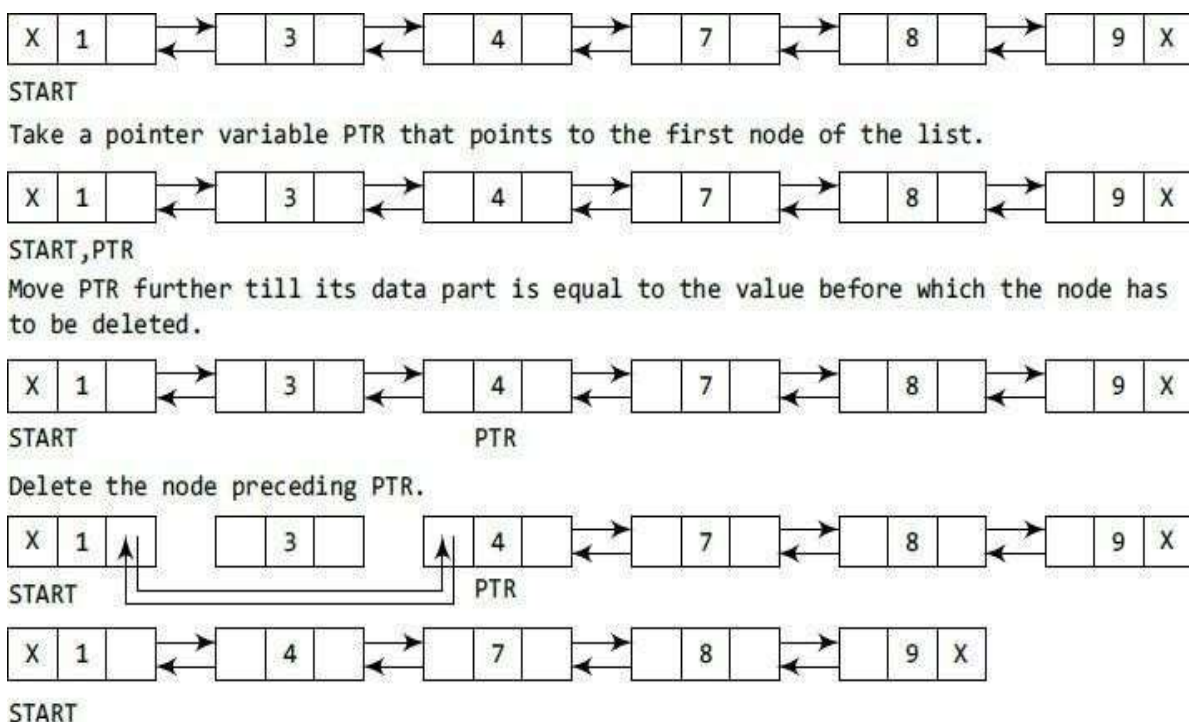 X 1 3 4 7 8 9 X
START
Take a pointer variable PTR that points to the first node of the list.
X 1 3 4 7 8 9 X
START,PTR
Move PTR further till its data part is equal to the value before which the node has
to be deleted.
X 1 3 4 7 8 9 X
START PTR
Delete the node preceding PTR.
X 1 3 4 7 8 9 X
START PTR
X 1 4 7 8 9 X
START